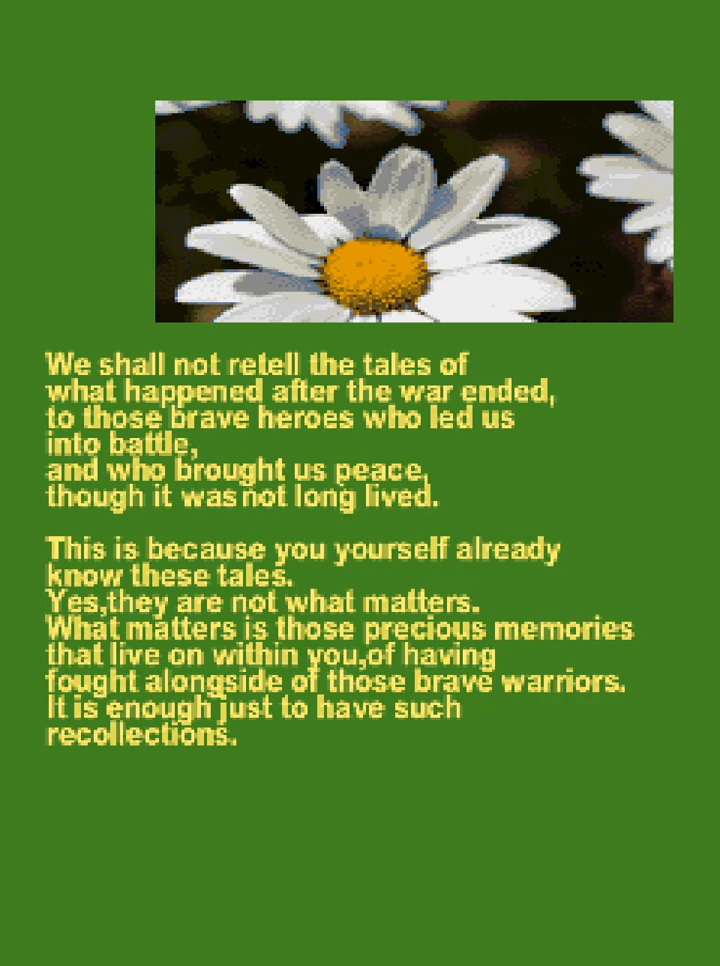 We shall not retell the tales of
what happened after the war ended,
to those brave heroes who led us
into battle,
and who brought us peace,
though it was not long lived.
This is because you yourself already
know these tales.
Yes,they are not what matters.
What matters is those precious memories
that live on within you,of having
fought alongside of those brave warriors.
It is enough just to have such
recollections.